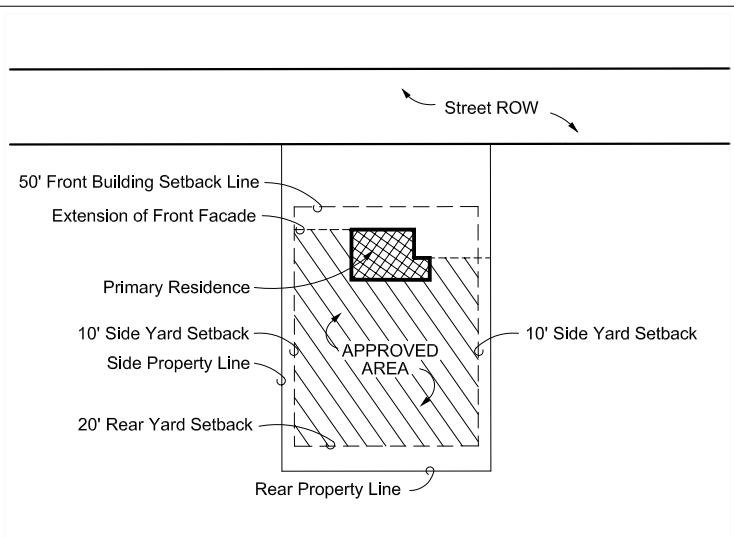 Street ROW
50' Front Building Setback Line
Extension of Front Facade
Primary Residence
10' Side Yard Setback
10' Side Yard Setback
APPROVED
AREA
Side Property Line
20' Rear Yard Setback
Rear Property Line